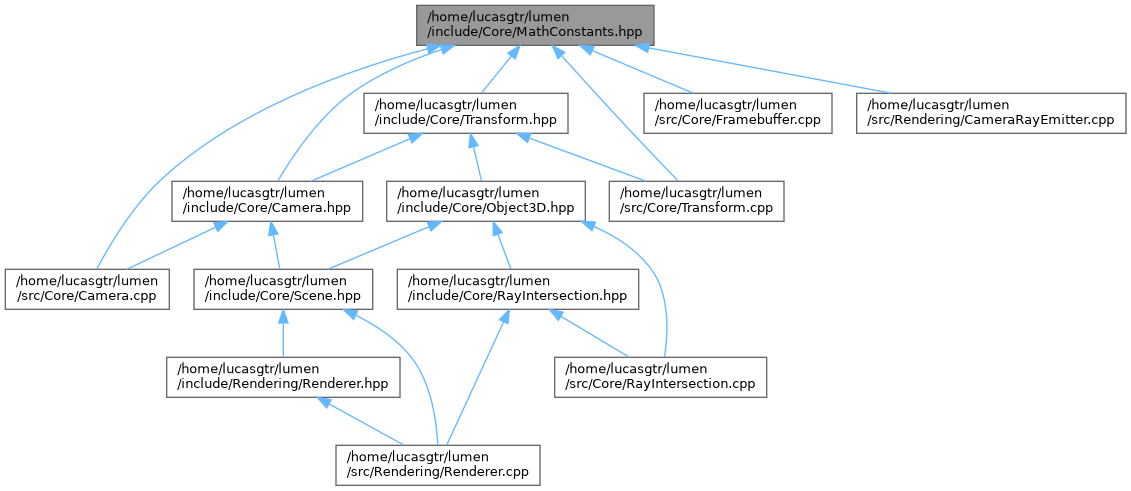 /home/lucasgtr/lumen
/include/Core/MathConstants.hpp
/home/lucasgtr/lumen
/include/Core/Transform.hpp
/home/lucasgtr/lumen
/src/Core/Framebuffer.cpp
/home/lucasgtr/lumen
/src/Rendering/CameraRayEmitter.cpp
/home/lucasgtr/lumen
/include/Core/Camera.hpp
/home/lucasgtr/lumen
/include/Core/Object3D.hpp
/home/lucasgtr/lumen
/src/Core/Transform.cpp
/home/lucasgtr/lumen
/src/Core/Camera.cpp
/home/lucasgtr/lumen
/include/Core/Scene.hpp
/home/lucasgtr/lumen
/include/Core/RayIntersection.hpp
/home/lucasgtr/lumen
/include/Rendering/Renderer.hpp
/home/lucasgtr/lumen
/src/Core/RayIntersection.cpp
/home/lucasgtr/lumen
/src/Rendering/Renderer.cpp